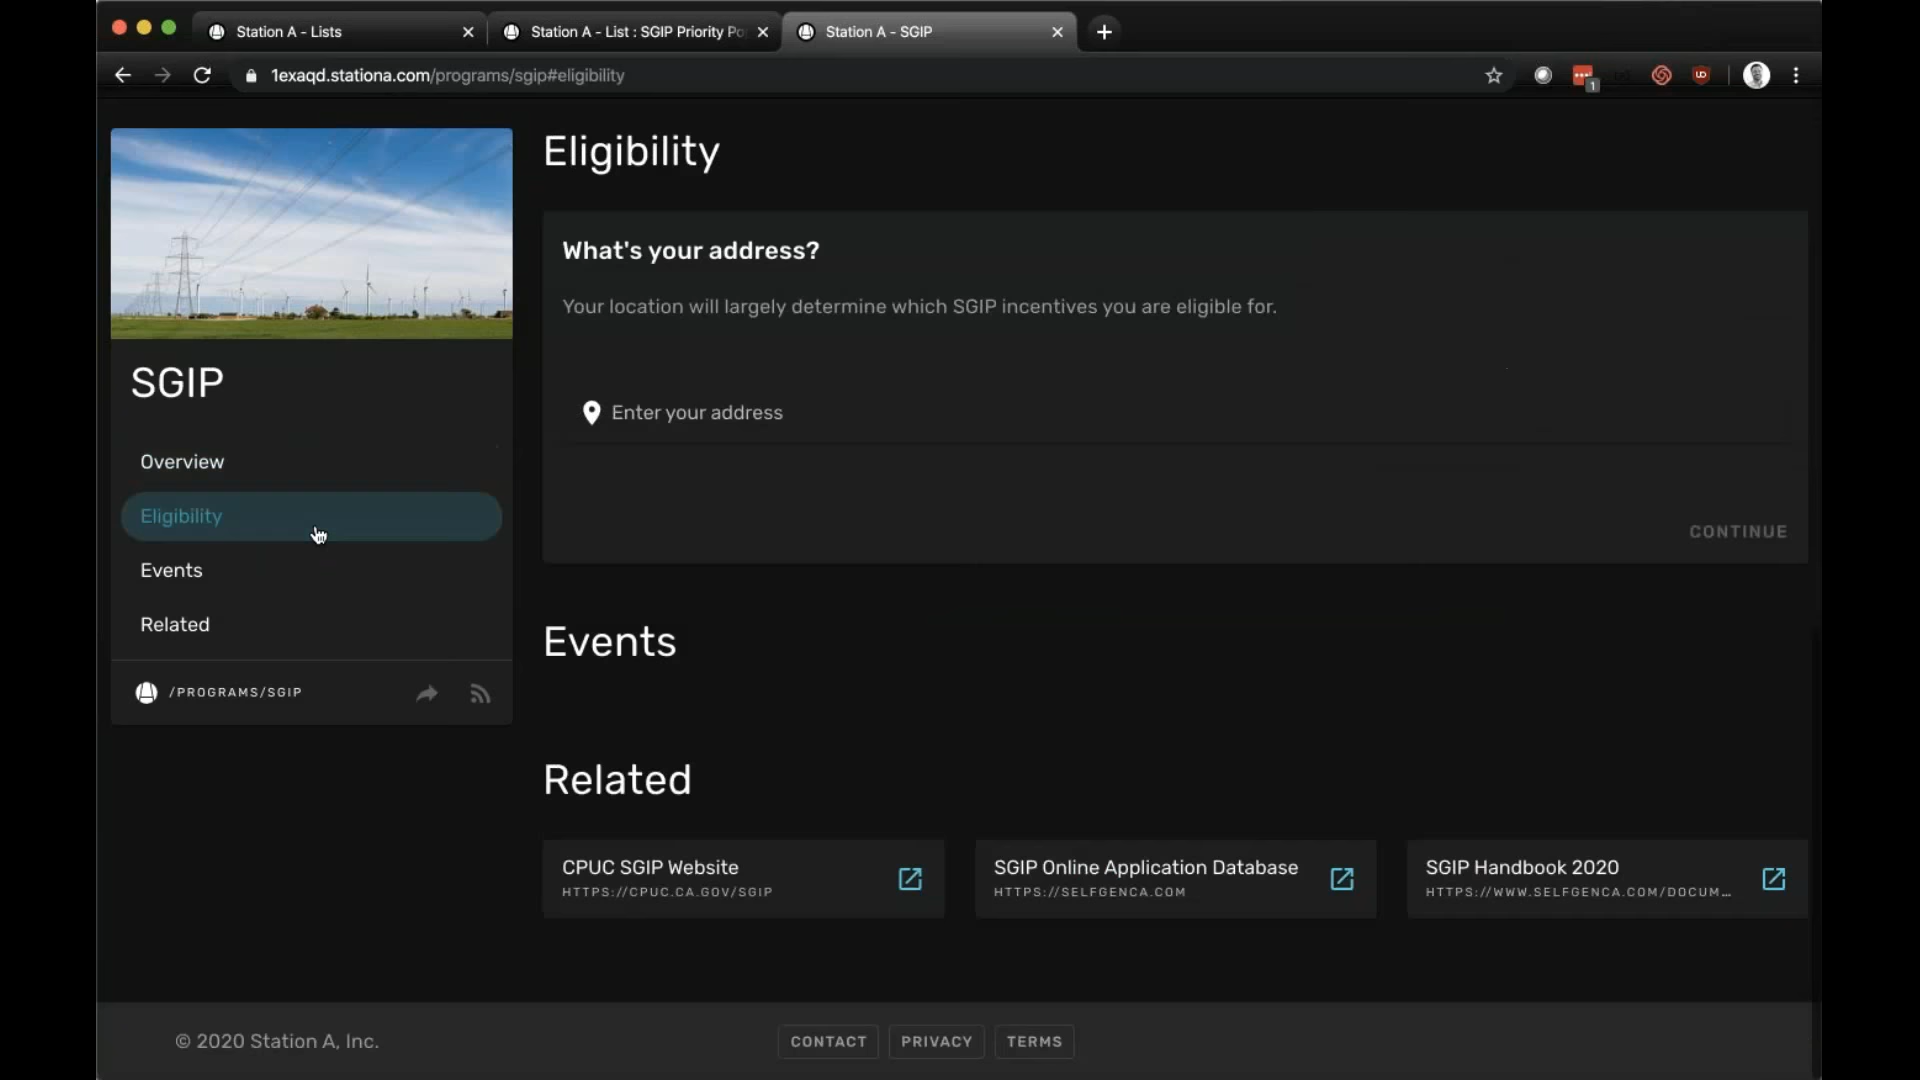 Station A - Lists
Station A - List : SGIP Priority Po
Station A - SGIP
1exaqd.stationa.com/programs/sgip#eligibility
1
Eligibility
What's your address?
Your location will largely determine which SGIP incentives you are eligible for.
Enter your address
CONTINUE
SGIP
Overview
Eligibility
Events
Related
/PROGRAMS/SGIP
Events
Related
CPUC SGIP Website
HTTPS://CPUC.CA.GOV/SGIP
SGIP Online Application Database
HTTPS://SELFGENCA.COM
SGIP Handbook 2020
HTTPS://WWW.SELFGENCA.COM/DOCUM...
© 2020 Station A, Inc.
CONTACT
PRIVACY
TERMS